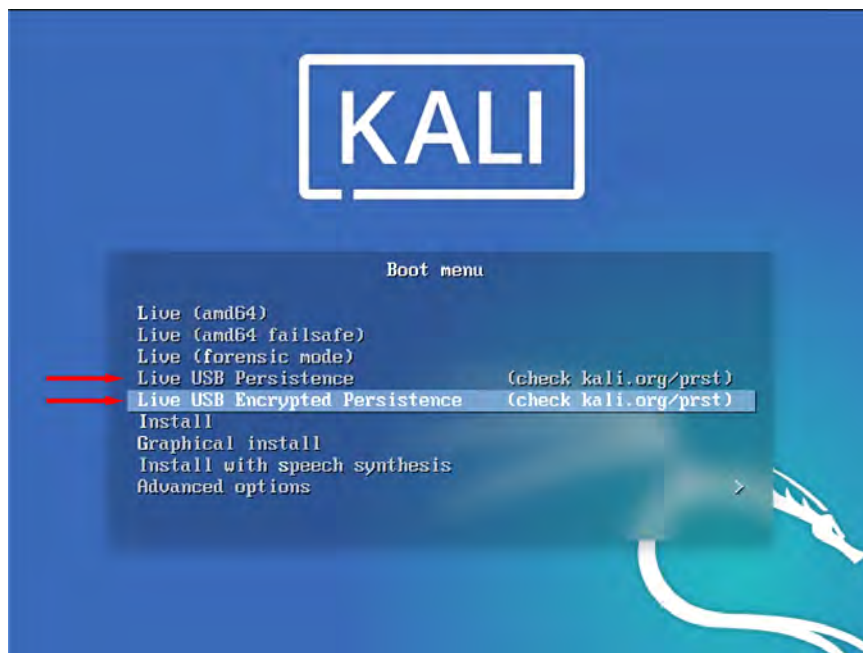 KALI
Boot menu
Live (amd64)
Live (amd64 failsafe)
Live (forensic mode)
Live USB Persistence (check kali.org/prst)
Live USB Encrypted Persistence (check kali.org/prst)
Install
Graphical install
Install with speech synthesis
Advanced options >